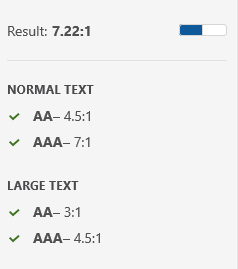 Result: 7.22:1
NORMAL TEXT
AA– 4.5:1
AAA– 7:1
LARGE TEXT
AA– 3:1
AAA– 4.5:1